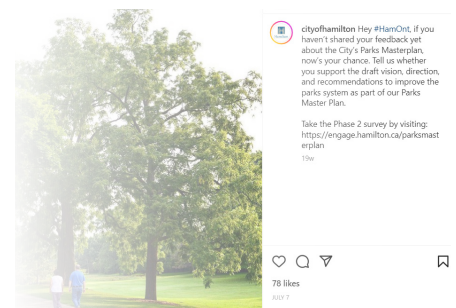 cityofhamilton Hey #HamOnt, if you
haven't shared your feedback yet
about the City's Parks Masterplan,
now's your chance. Tell us whether
you support the draft vision, direction,
and recommendations to improve the
parks system as part of our Parks
Master Plan.
Take the Phase 2 survey by visiting:
https://engage.hamilton.ca/parksmast
erplan
19w
78 likes
JULY 7